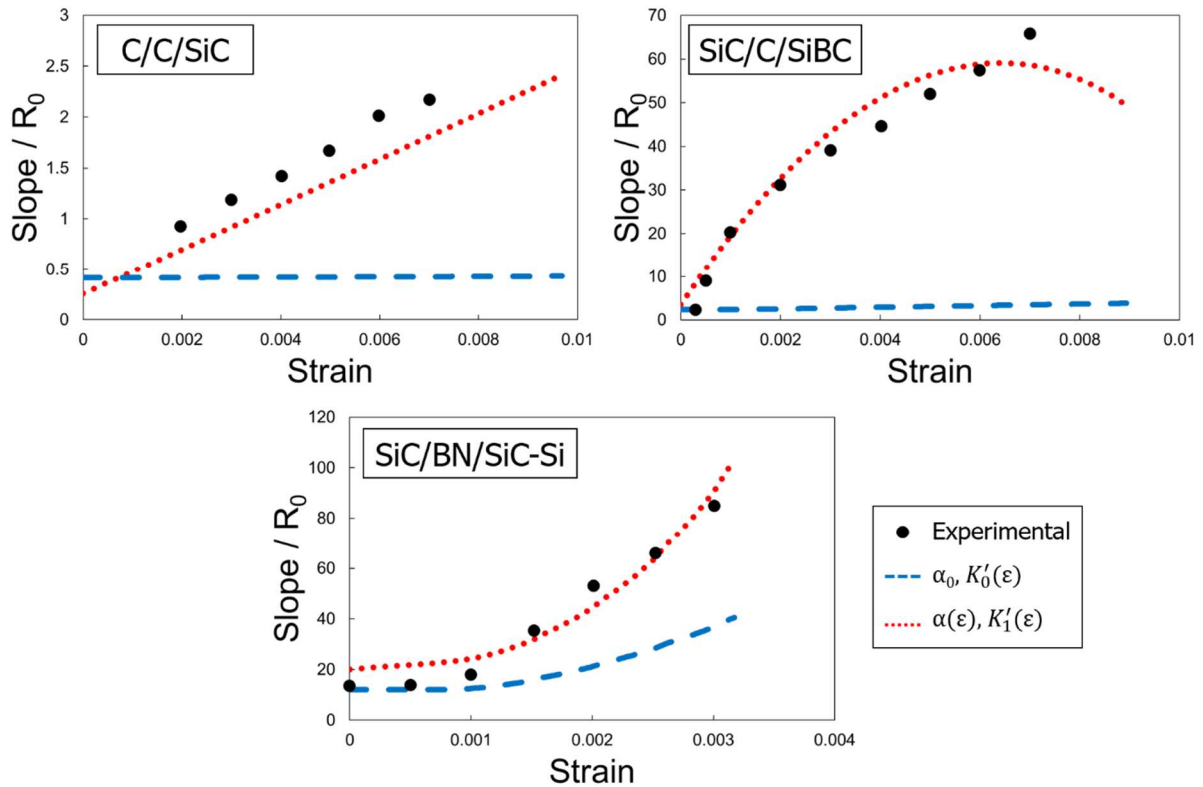 C/C/SiC
Slope / R0
3
2.5
2
1.5
1
0.5
0
0 0.002 0.004 0.006 0.008 0.01
Strain
SiC/C/SiBC
Slope / R0
70
60
50
40
30
20
10
0
0 0.002 0.004 0.006 0.008 0.01
Strain
SiC/BN/SiC-Si
Slope / R0
120
100
80
60
40
20
0
0 0.001 0.002 0.003 0.004
Strain
Experimental
α₀, K′₀(ε)
α(ε), K′₁(ε)